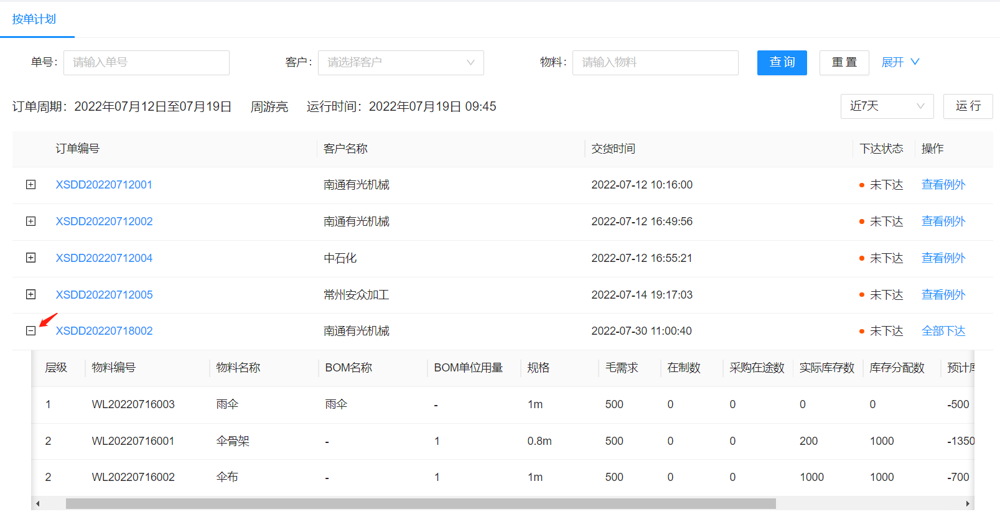 按单计划
单号: 请输入单号 客户: 请选择客户 物料: 请输入物料 查询 重置 展开
订单周期: 2022年07月12日至07月19日 周游亮 运行时间: 2022年07月19日 09:45 近7天 运行
订单编号 客户名称 交货时间 下达状态 操作
XSDD20220712001 南通有光机械 2022-07-12 10:16:00 未下达 查看例外
XSDD20220712002 南通有光机械 2022-07-12 16:49:56 未下达 查看例外
XSDD20220712004 中石化 2022-07-12 16:55:21 未下达 查看例外
XSDD20220712005 常州安众加工 2022-07-14 19:17:03 未下达 查看例外
XSDD20220718002 南通有光机械 2022-07-30 11:00:40 未下达 全部下达
层级 物料编号 物料名称 BOM名称 BOM单位用量 规格 毛需求 在制数 采购在途数 实际库存数 库存分配数 预计
1 WL20220716003 雨伞 雨伞 - 1m 500 0 0 0 0 -500
2 WL20220716001 伞骨架 - 1 0.8m 500 0 0 200 1000 -1350
2 WL20220716002 伞布 - 1 1m 500 0 0 1000 1000 -700